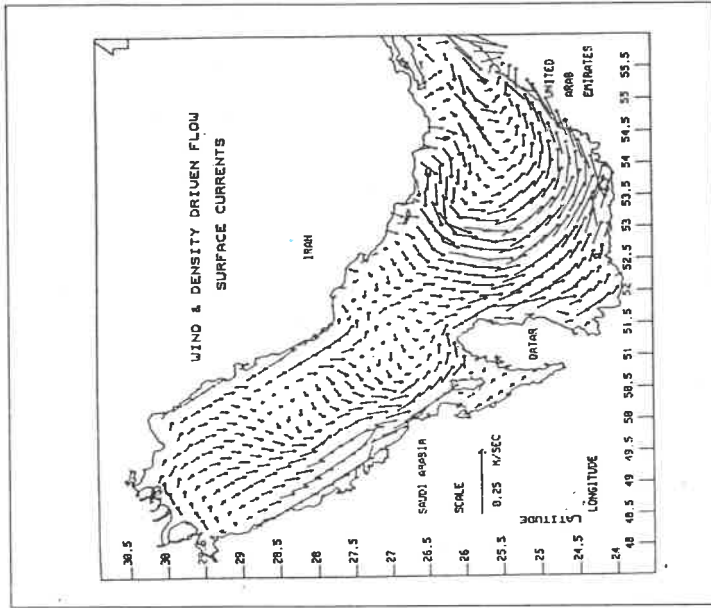 WIND & DENSITY DRIVEN FLOW
SURFACE CURRENTS
IRAN
UNITED
ARAB
EMIRATES
QATAR
SAUDI ARABIA
SCALE
0.25 M/SEC
LATITUDE
LONGITUDE
30.5
30
29.5
29
28.5
28
27.5
27
26.5
26
25.5
25
24.5
24
48 48.5 49 49.5 50 50.5 51 51.5 52 52.5 53 53.5 54 54.5 55 55.5